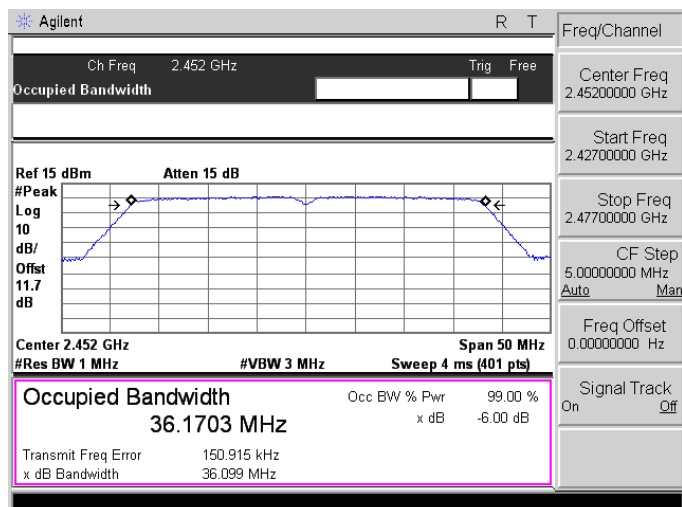 Agilent R T
Ch Freq 2.452 GHz Trig Free
Occupied Bandwidth
Ref 15 dBm Atten 15 dB
#Peak
Log
10
dB/
Offst
11.7
dB
Center 2.452 GHz Span 50 MHz
#Res BW 1 MHz #VBW 3 MHz Sweep 4 ms (401 pts)
Occupied Bandwidth Occ BW % Pwr 99.00 %
36.1703 MHz x dB -6.00 dB
Transmit Freq Error 150.915 kHz
x dB Bandwidth 36.099 MHz
Freq/Channel
Center Freq
2.45200000 GHz
Start Freq
2.42700000 GHz
Stop Freq
2.47700000 GHz
CF Step
5.00000000 MHz
Auto Man
Freq Offset
0.00000000 Hz
Signal Track
On Off